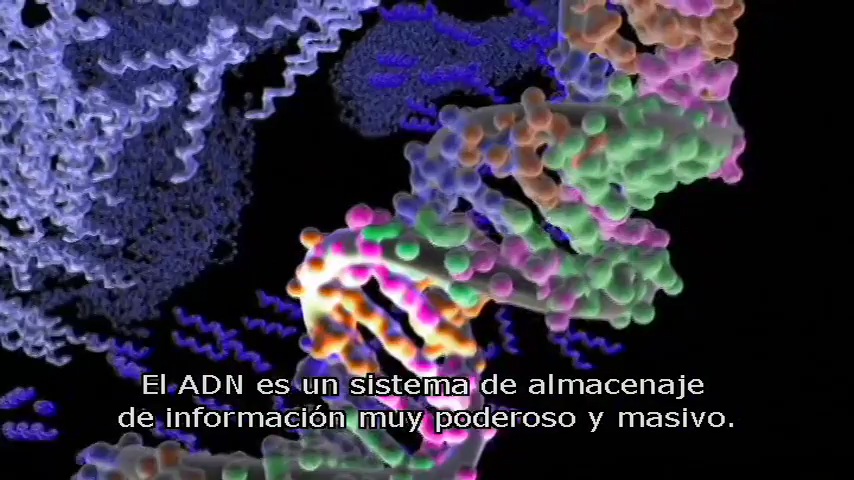 El ADN es un sistema de almacenaje
de información muy poderoso y masivo.